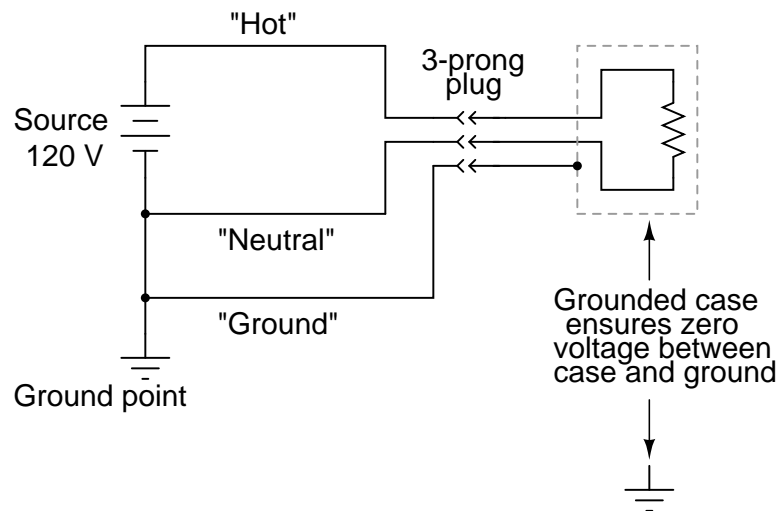 "Hot"
3-prong
plug
Source
120 V
"Neutral"
"Ground"
Ground point
Grounded case
ensures zero
voltage between
case and ground